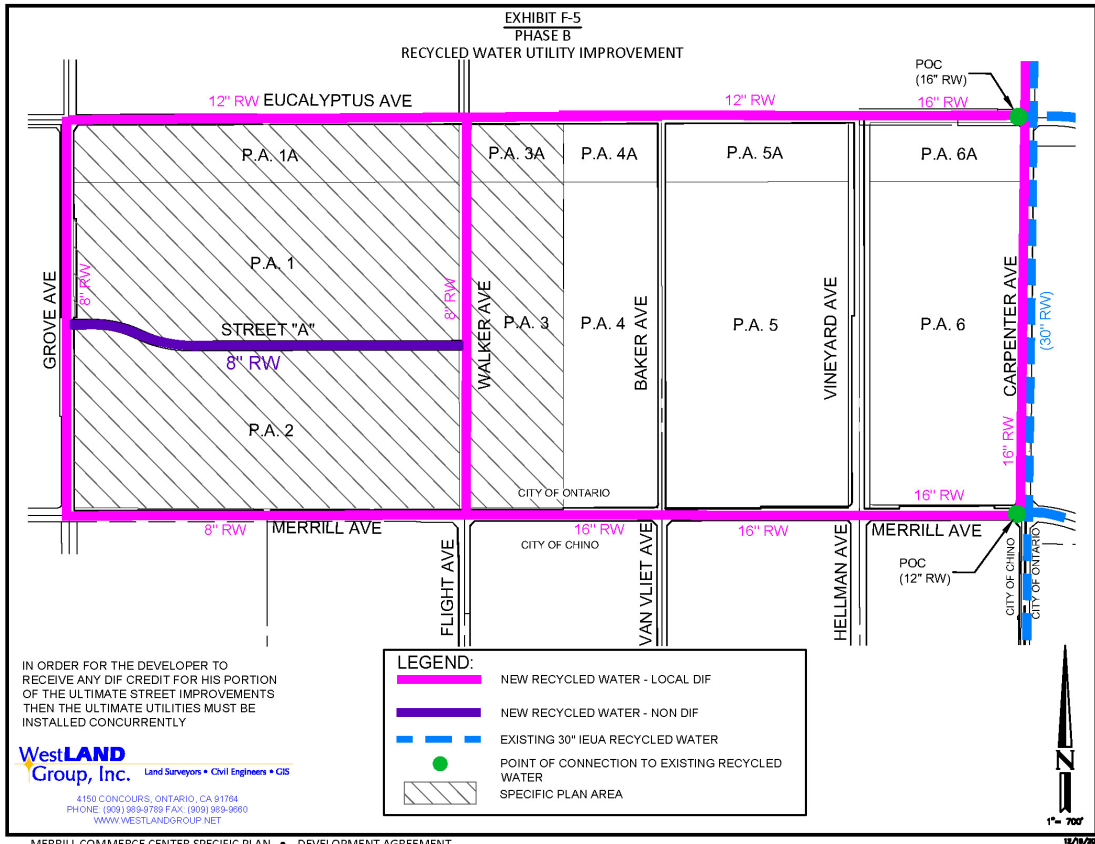 EXHIBIT F-5
PHASE B
RECYCLED WATER UTILITY IMPROVEMENT
POC
(16" RW)
12" RW EUCALYPTUS AVE
12" RW
16" RW
P.A. 1A
P.A. 3A
P.A. 4A
P.A. 5A
P.A. 6A
GROVE AVE
8" RW
P.A. 1
8" RW
WALKER AVE
P.A. 3
P.A. 4
BAKER AVE
P.A. 5
VINEYARD AVE
P.A. 6
CARPENTER AVE
(30" RW)
STREET "A"
8" RW
P.A. 2
16" RW
CITY OF ONTARIO
16" RW
8" RW
MERRILL AVE
16" RW
16" RW
MERRILL AVE
CITY OF CHINO
FLIGHT AVE
VAN VLIET AVE
HELLMAN AVE
POC
(12" RW)
CITY OF CHINO
CITY OF ONTARIO
IN ORDER FOR THE DEVELOPER TO
RECEIVE ANY DIF CREDIT FOR HIS PORTION
OF THE ULTIMATE STREET IMPROVEMENTS
THEN THE ULTIMATE UTILITIES MUST BE
INSTALLED CONCURRENTLY
WestLAND
Group, Inc.
Land Surveyors • Civil Engineers • GIS
4150 CONCOURS, ONTARIO, CA 91764
PHONE: (909) 989-9789 FAX: (909) 989-9660
WWW.WESTLANDGROUP.NET
LEGEND:
NEW RECYCLED WATER - LOCAL DIF
NEW RECYCLED WATER - NON DIF
EXISTING 30" IEUA RECYCLED WATER
POINT OF CONNECTION TO EXISTING RECYCLED
WATER
SPECIFIC PLAN AREA
N
1"= 700'
MERRILL COMMERCE CENTER SPECIFIC PLAN • DEVELOPMENT AGREEMENT